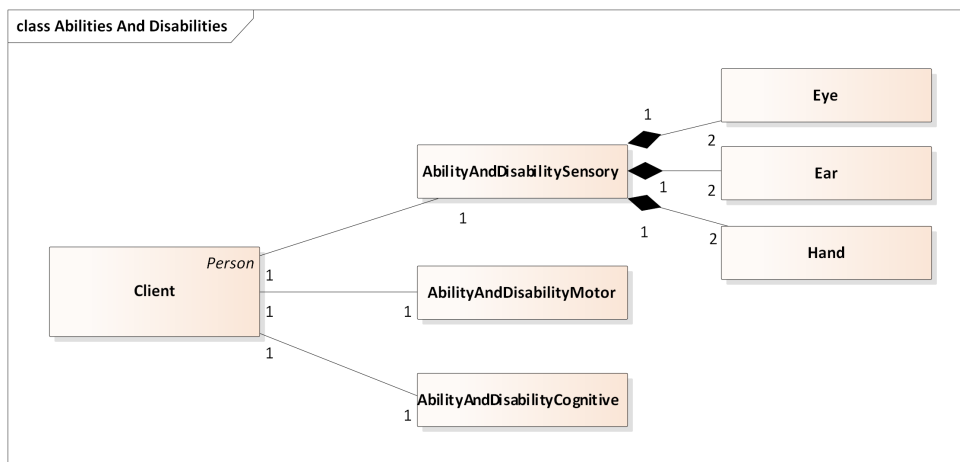 class Abilities And Disabilities
Eye
1
2
AbilityAndDisabilitySensory
Ear
1
2
1
1
2
Hand
Person
Client
1
AbilityAndDisabilityMotor
1
1
1
AbilityAndDisabilityCognitive
1